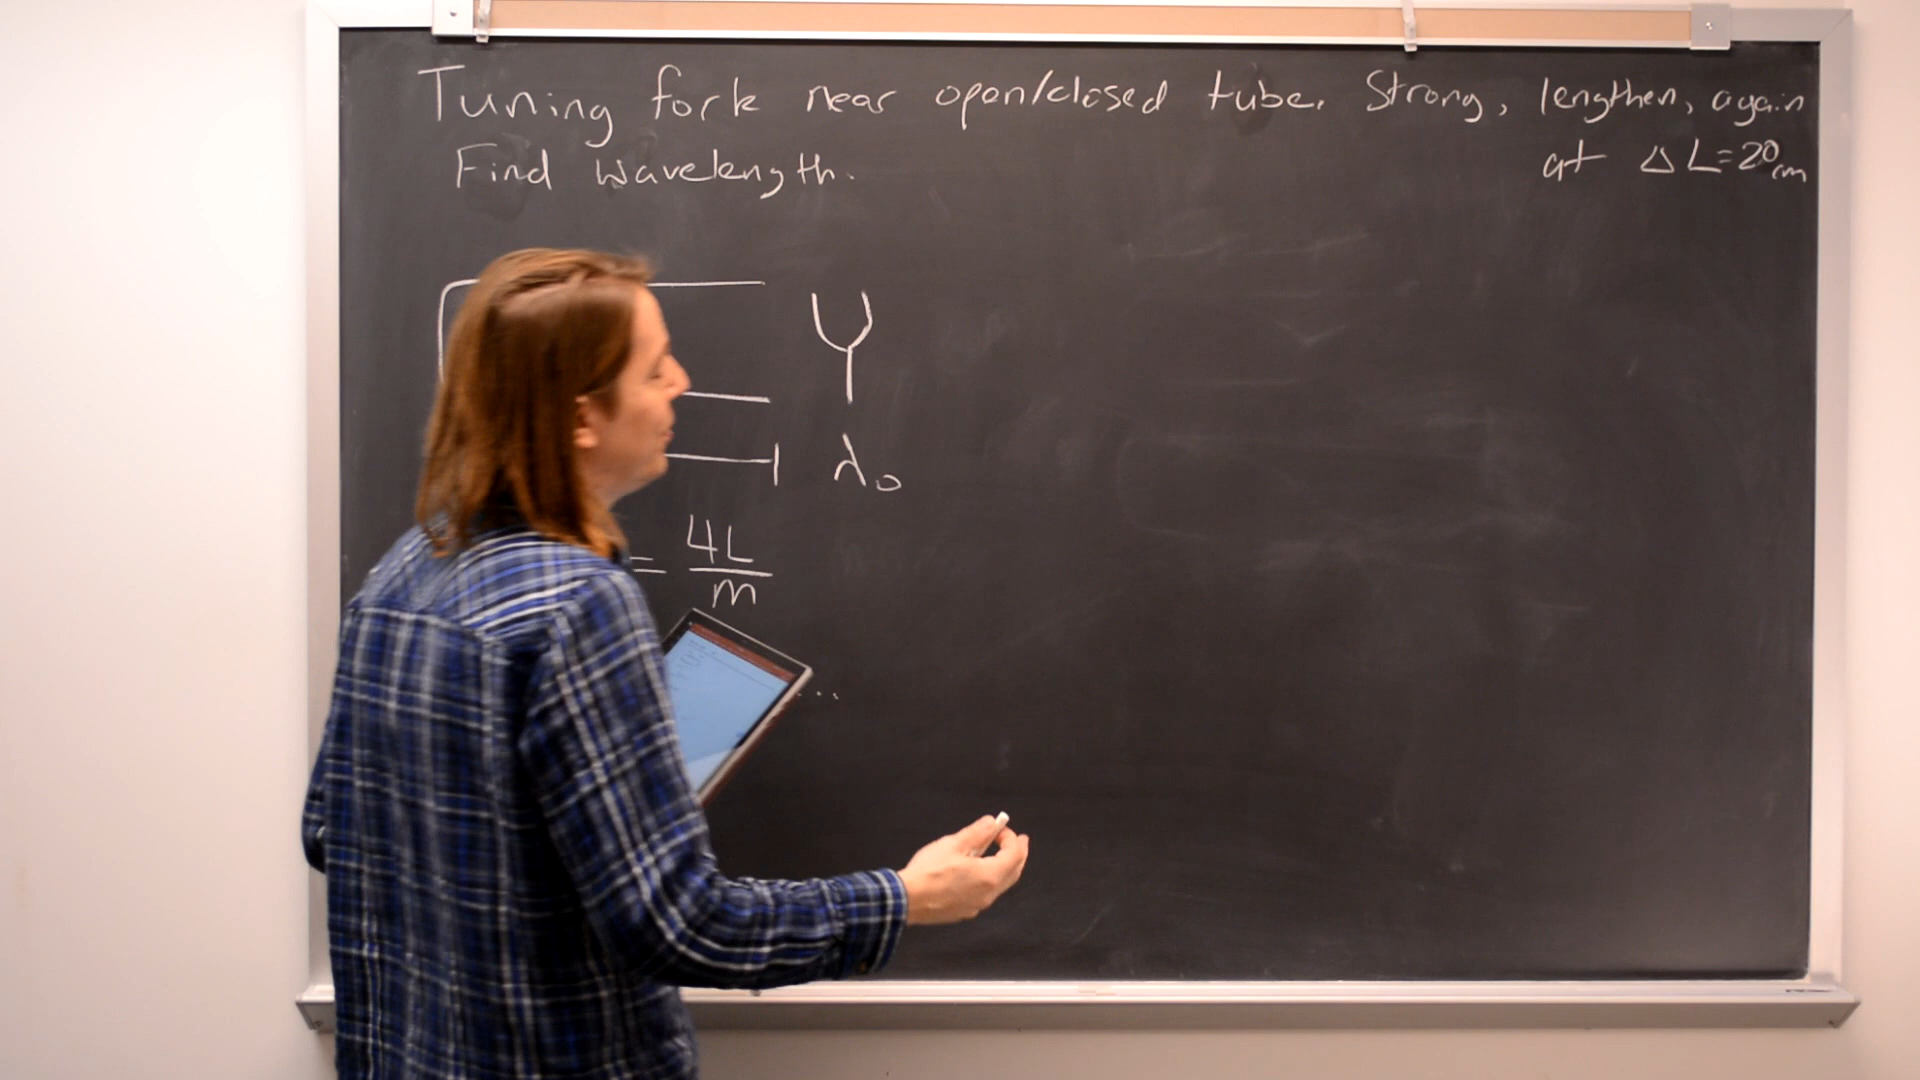 Tuning fork near open/closed tube. Strong, lengthen, again
at ΔL=20cm
Find wavelength.
λ₀
= 4L/m
...